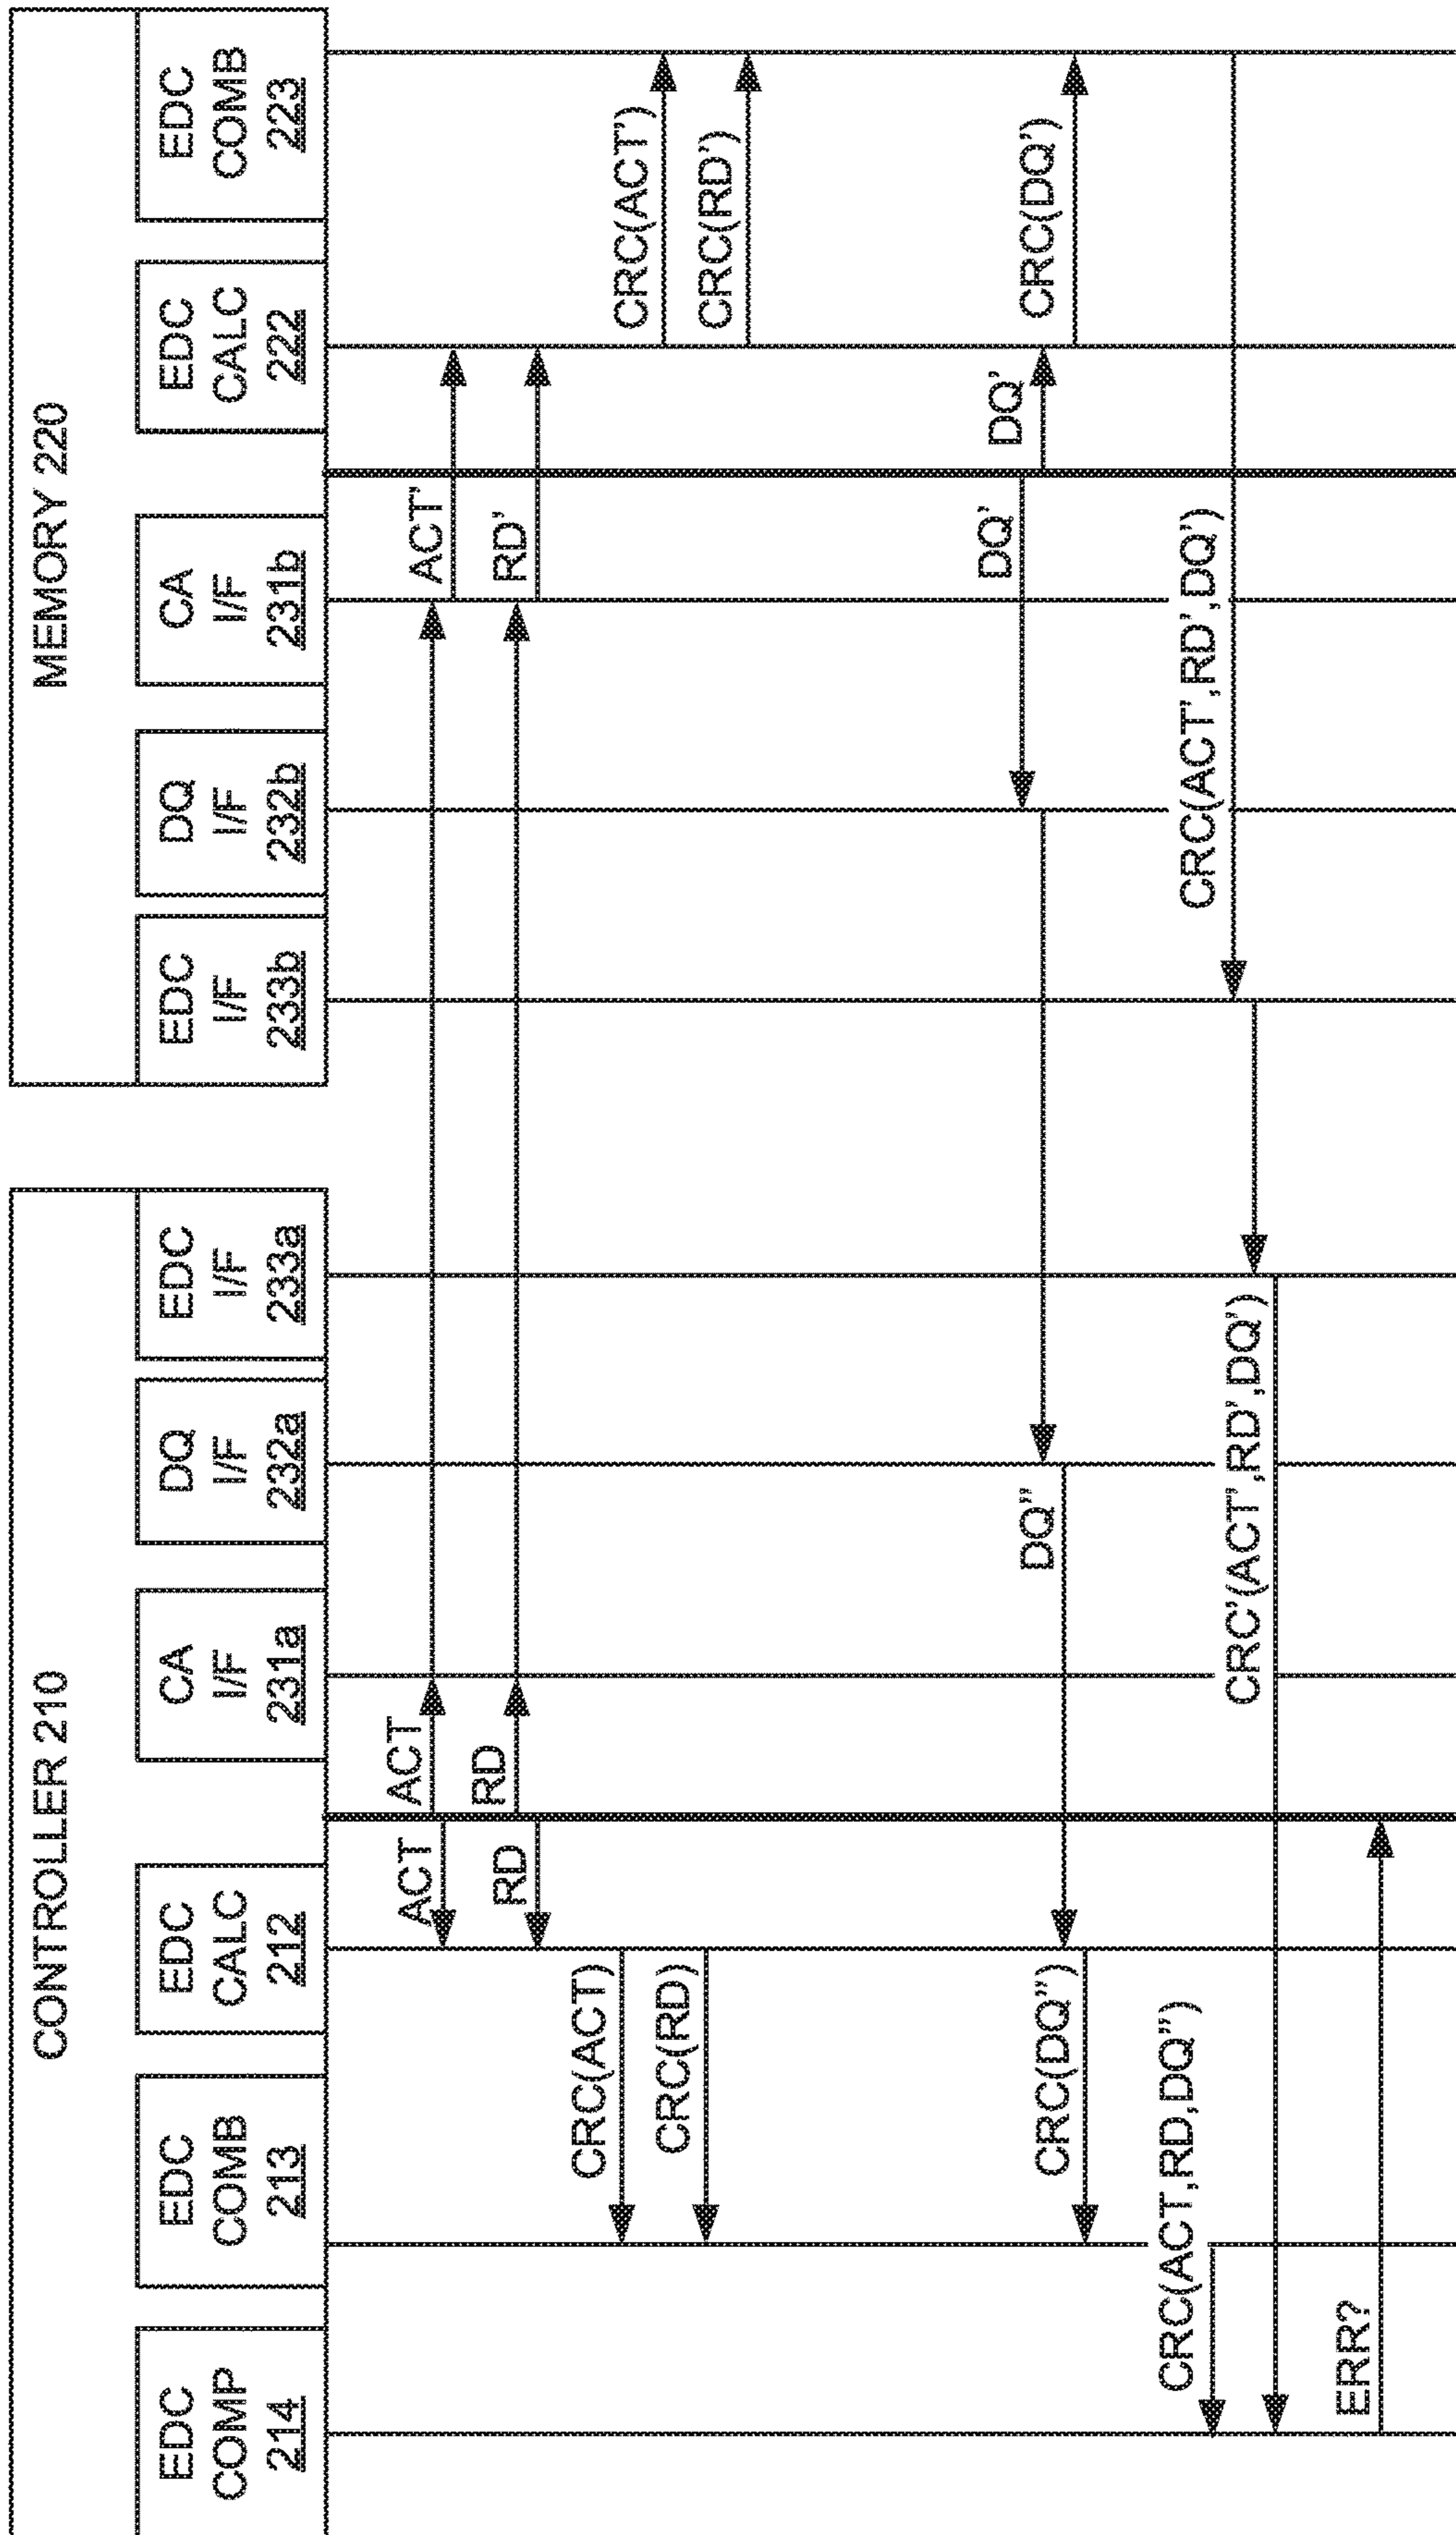 CONTROLLER 210
MEMORY 220
EDC
COMP
214
EDC
COMB
213
EDC
CALC
212
CA
I/F
231a
DQ
I/F
232a
EDC
I/F
233a
EDC
I/F
233b
DQ
I/F
232b
CA
I/F
231b
EDC
CALC
222
EDC
COMB
223
ACT
ACT
ACT'
RD
RD
RD'
CRC(ACT)
CRC(ACT')
CRC(RD)
CRC(RD')
DQ'
DQ'
DQ''
CRC(DQ'')
CRC(DQ')
CRC(ACT,RD,DQ'')
CRC(ACT',RD',DQ')
CRC'(ACT',RD',DQ')
ERR?